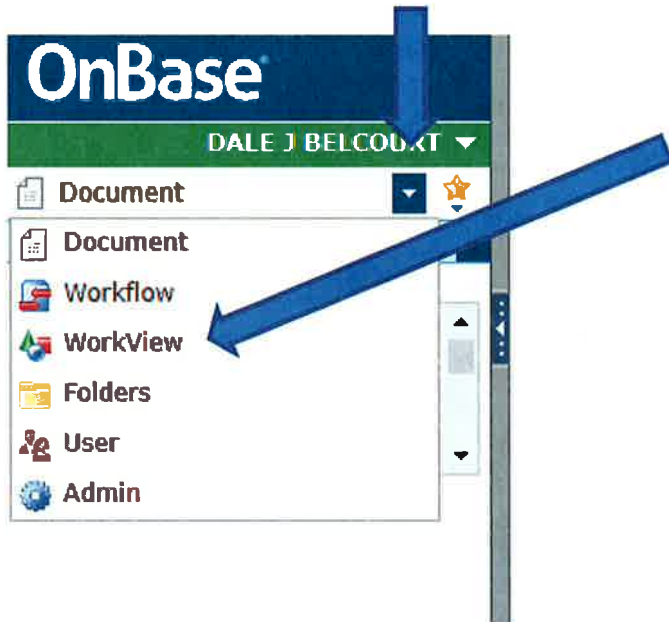 OnBase
DALE J BELCOURT
Document
Document
Workflow
WorkView
Folders
User
Admin